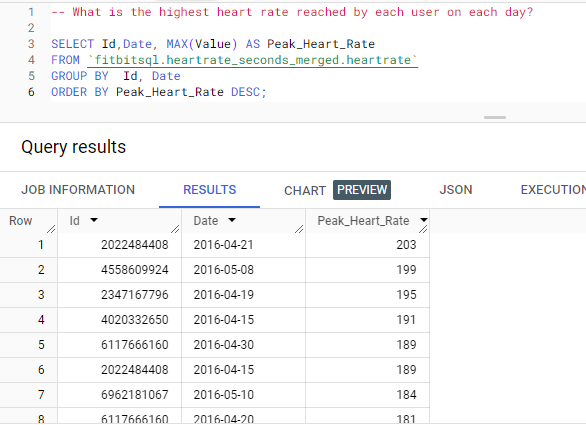 1 -- What is the highest heart rate reached by each user on each day?
2
3 SELECT Id,Date, MAX(Value) AS Peak_Heart_Rate
4 FROM `fitbitsql.heartrate_seconds_merged.heartrate`
5 GROUP BY  Id, Date
6 ORDER BY Peak_Heart_Rate DESC;
Query results
JOB INFORMATION RESULTS CHART PREVIEW JSON EXECUTION
Row Id Date Peak_Heart_Rate
1 2022484408 2016-04-21 203
2 4558609924 2016-05-08 199
3 2347167796 2016-04-19 195
4 4020332650 2016-04-15 191
5 6117666160 2016-04-30 189
6 2022484408 2016-04-15 189
7 6962181067 2016-05-10 184
8 6117666160 2016-04-20 181